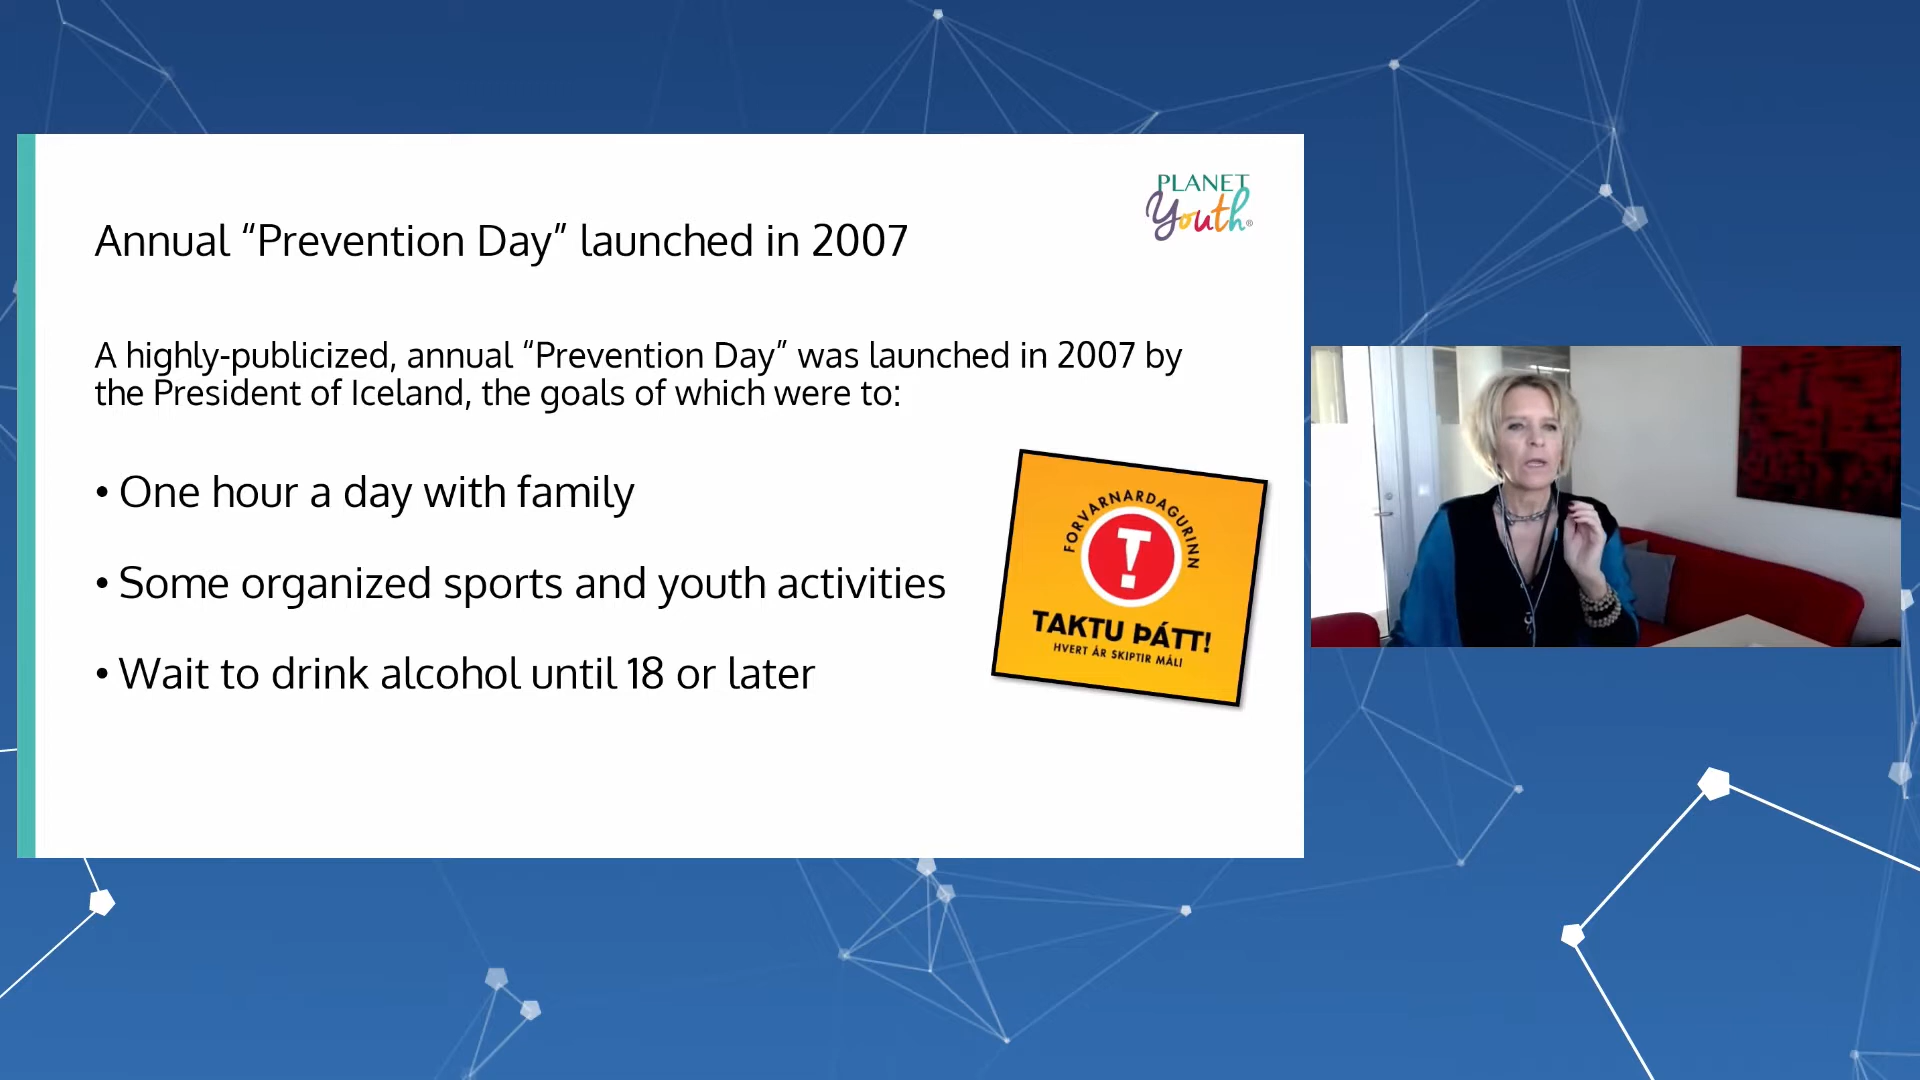 PLANET
Youth®
Annual “Prevention Day” launched in 2007
A highly-publicized, annual “Prevention Day” was launched in 2007 by
the President of Iceland, the goals of which were to:
• One hour a day with family
• Some organized sports and youth activities
• Wait to drink alcohol until 18 or later
FORVARNARDAGURINN
TAKTU ÞÁTT!
HVERT ÁR SKIPTIR MÁLI